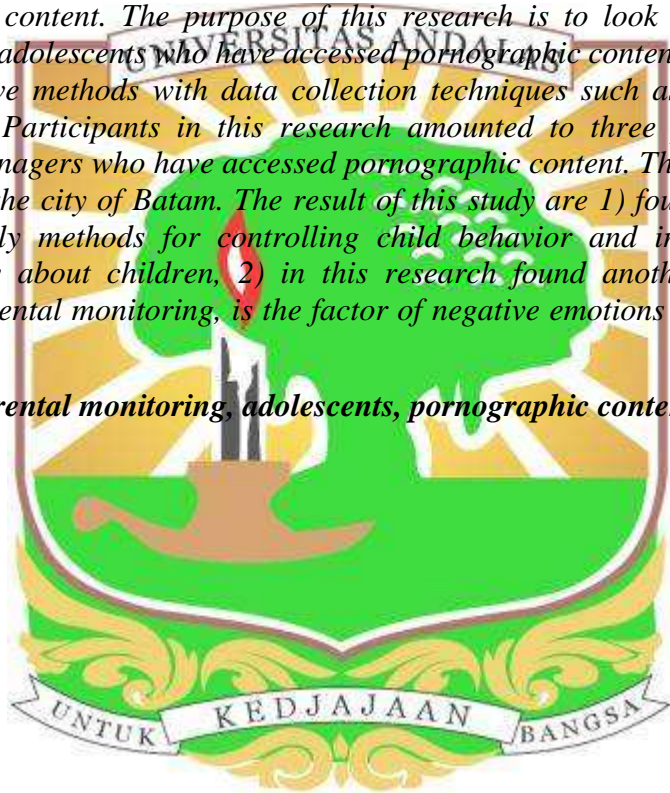 content. The purpose of this research is to look
UNIVERSITAS ANDALAS
adolescents who have accessed pornographic conten
ve methods with data collection techniques such a
Participants in this research amounted to three
nagers who have accessed pornographic content. Th
he city of Batam. The result of this study are 1) fou
ly methods for controlling child behavior and in
about children, 2) in this research found anoth
ental monitoring, is the factor of negative emotions
rental monitoring, adolescents, pornographic conte
UNTUK KEDJAJAAN BANGSA